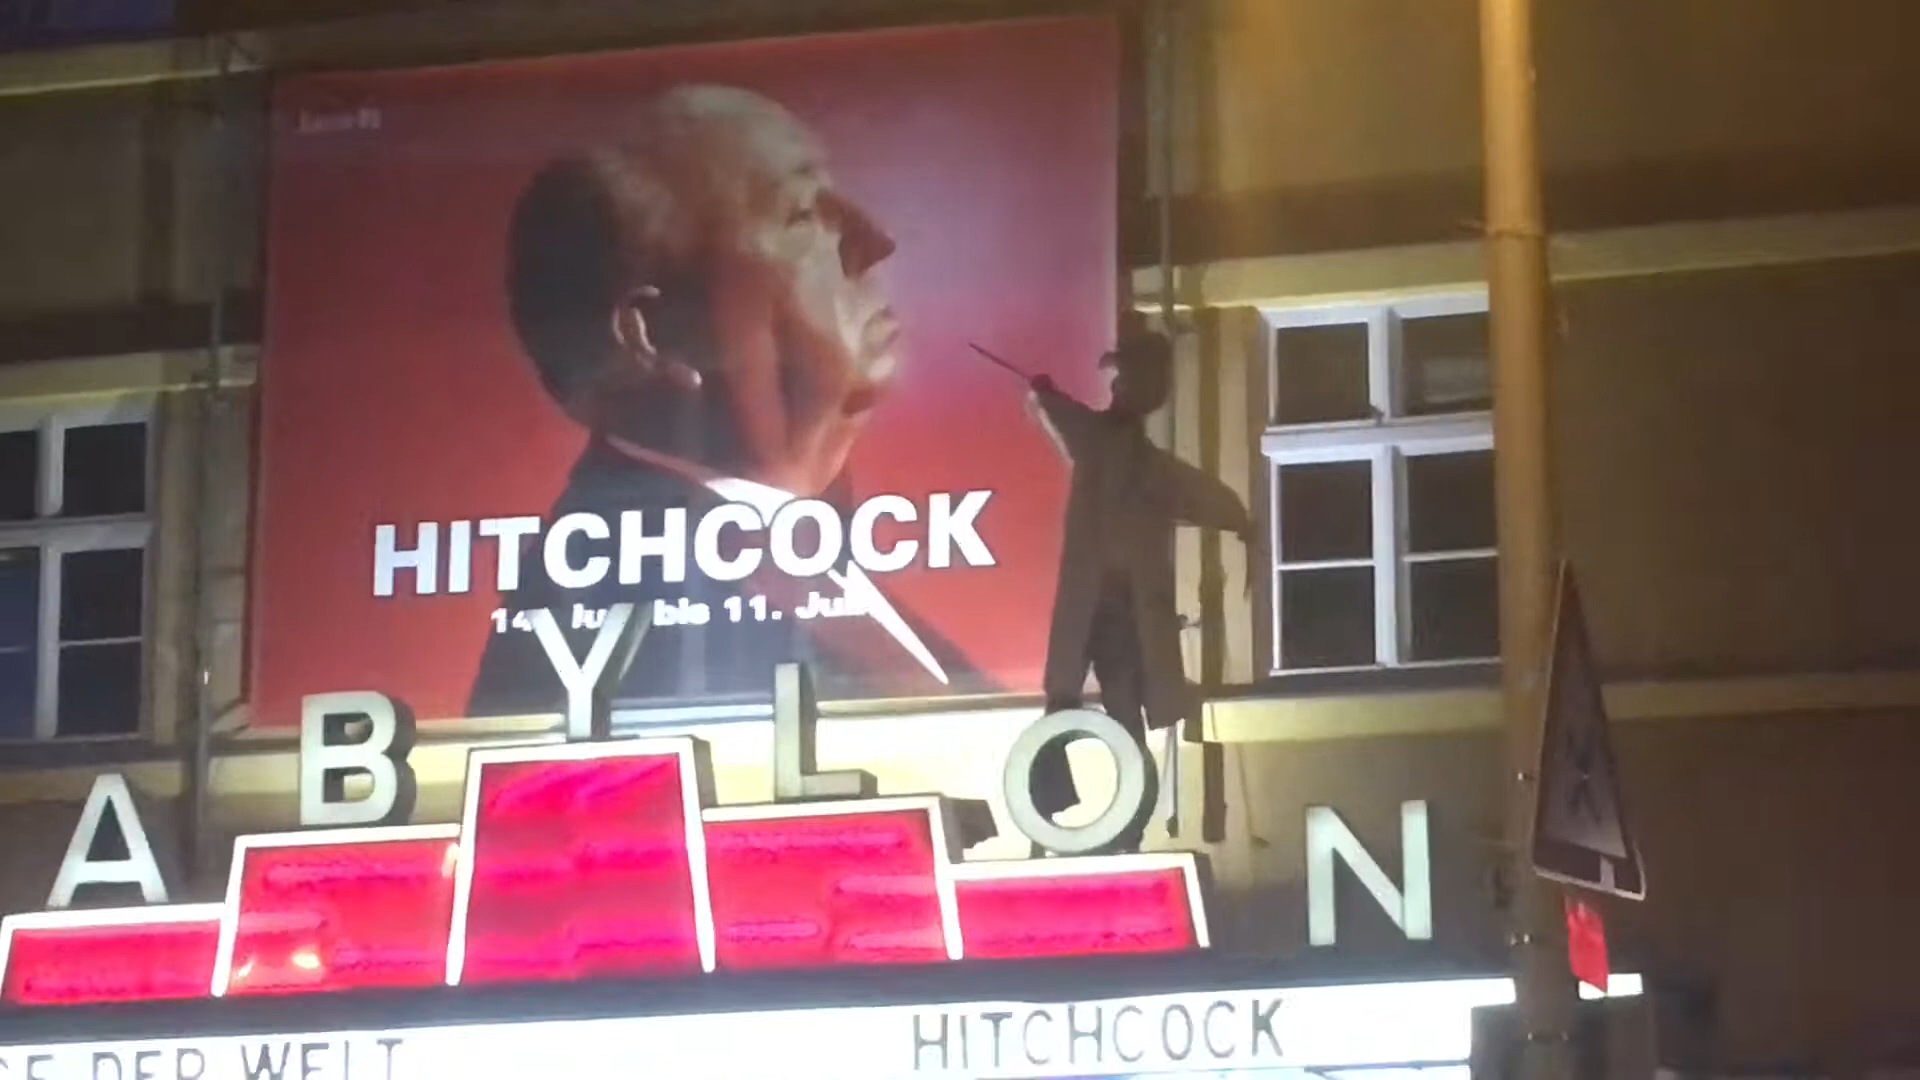 HITCHCOCK
bis 11.
BABYLON
DER WELT
HITCHCOCK